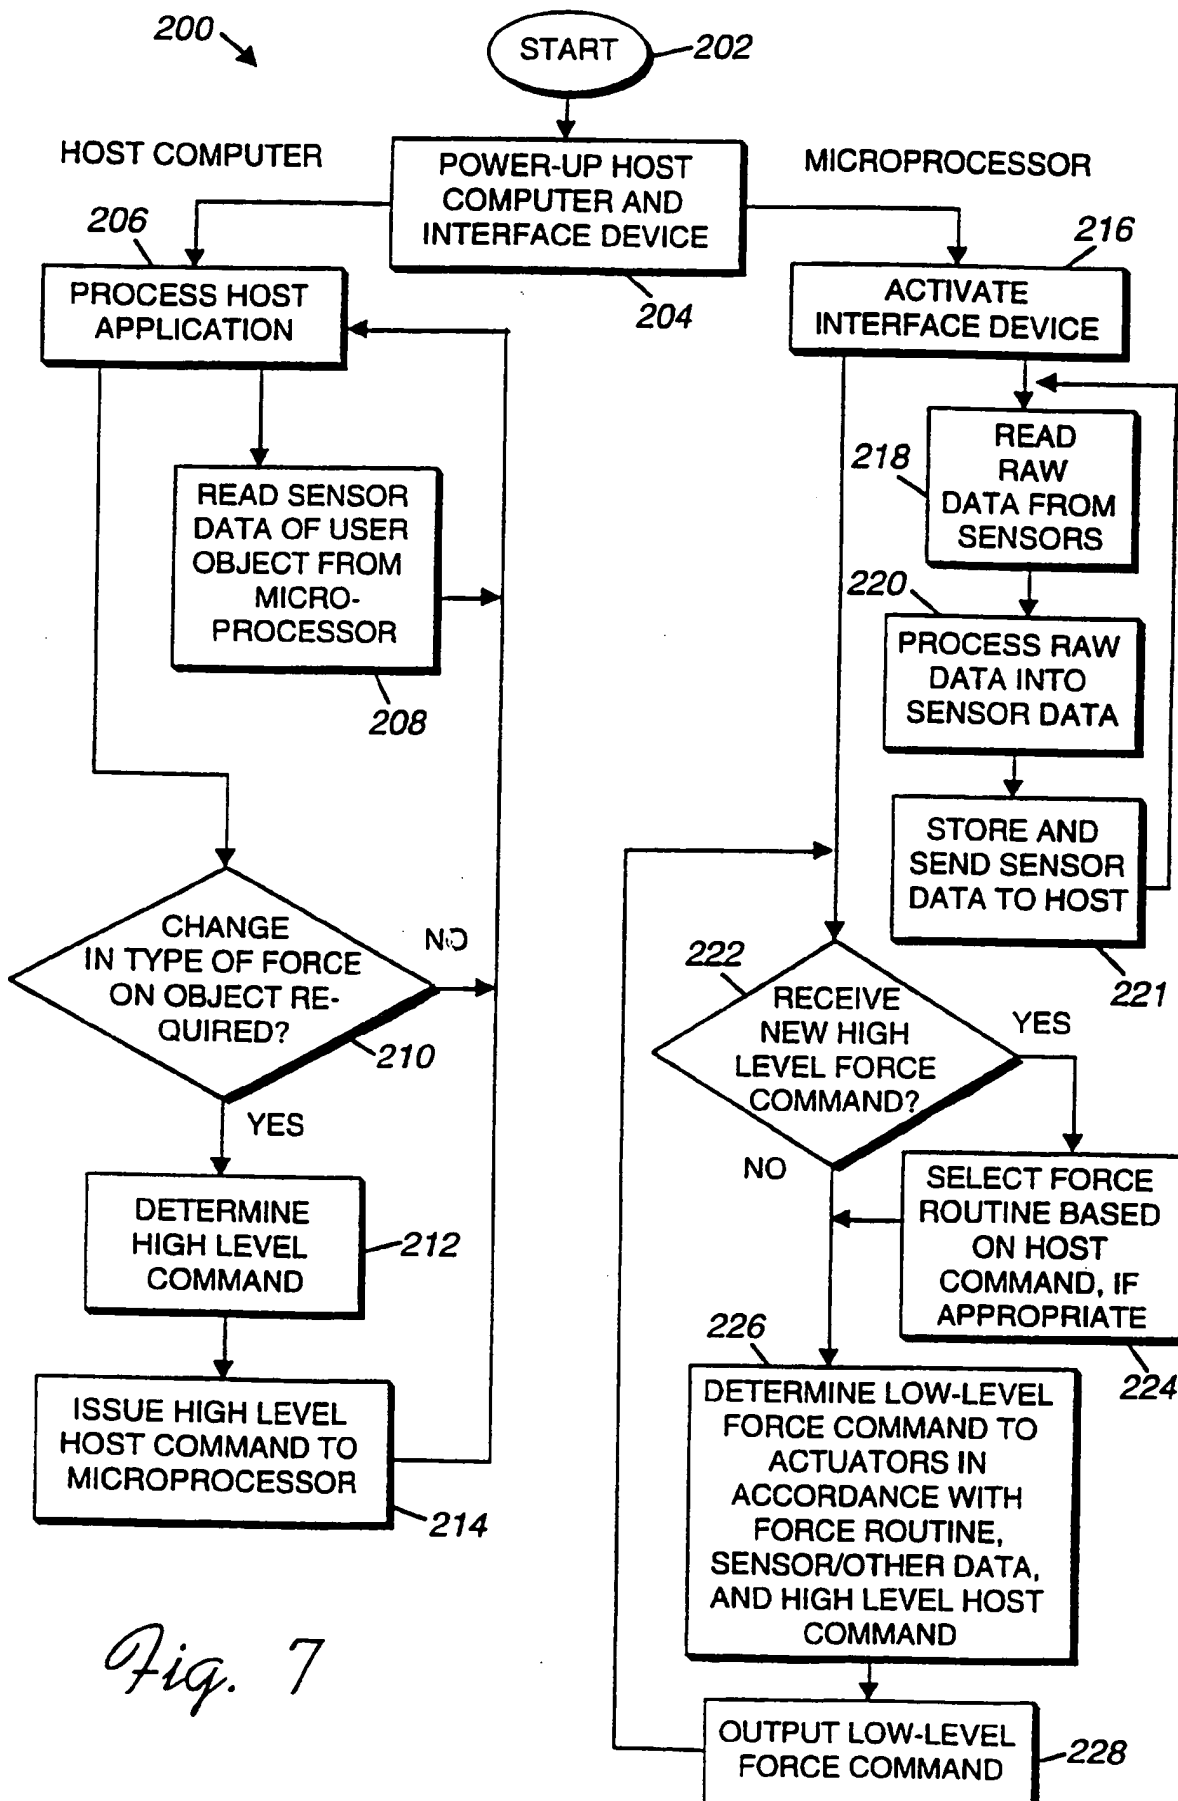 200
START
202
HOST COMPUTER
POWER-UP HOST
COMPUTER AND
INTERFACE DEVICE
204
MICROPROCESSOR
206
PROCESS HOST
APPLICATION
READ SENSOR
DATA OF USER
OBJECT FROM
MICRO-
PROCESSOR
208
CHANGE
IN TYPE OF FORCE
ON OBJECT RE-
QUIRED?
NO
210
YES
DETERMINE
HIGH LEVEL
COMMAND
212
ISSUE HIGH LEVEL
HOST COMMAND TO
MICROPROCESSOR
214
216
ACTIVATE
INTERFACE DEVICE
218
READ
RAW
DATA FROM
SENSORS
220
PROCESS RAW
DATA INTO
SENSOR DATA
STORE AND
SEND SENSOR
DATA TO HOST
221
222
RECEIVE
NEW HIGH
LEVEL FORCE
COMMAND?
YES
NO
SELECT FORCE
ROUTINE BASED
ON HOST
COMMAND, IF
APPROPRIATE
224
226
DETERMINE LOW-LEVEL
FORCE COMMAND TO
ACTUATORS IN
ACCORDANCE WITH
FORCE ROUTINE,
SENSOR/OTHER DATA,
AND HIGH LEVEL HOST
COMMAND
OUTPUT LOW-LEVEL
FORCE COMMAND
228
Fig. 7